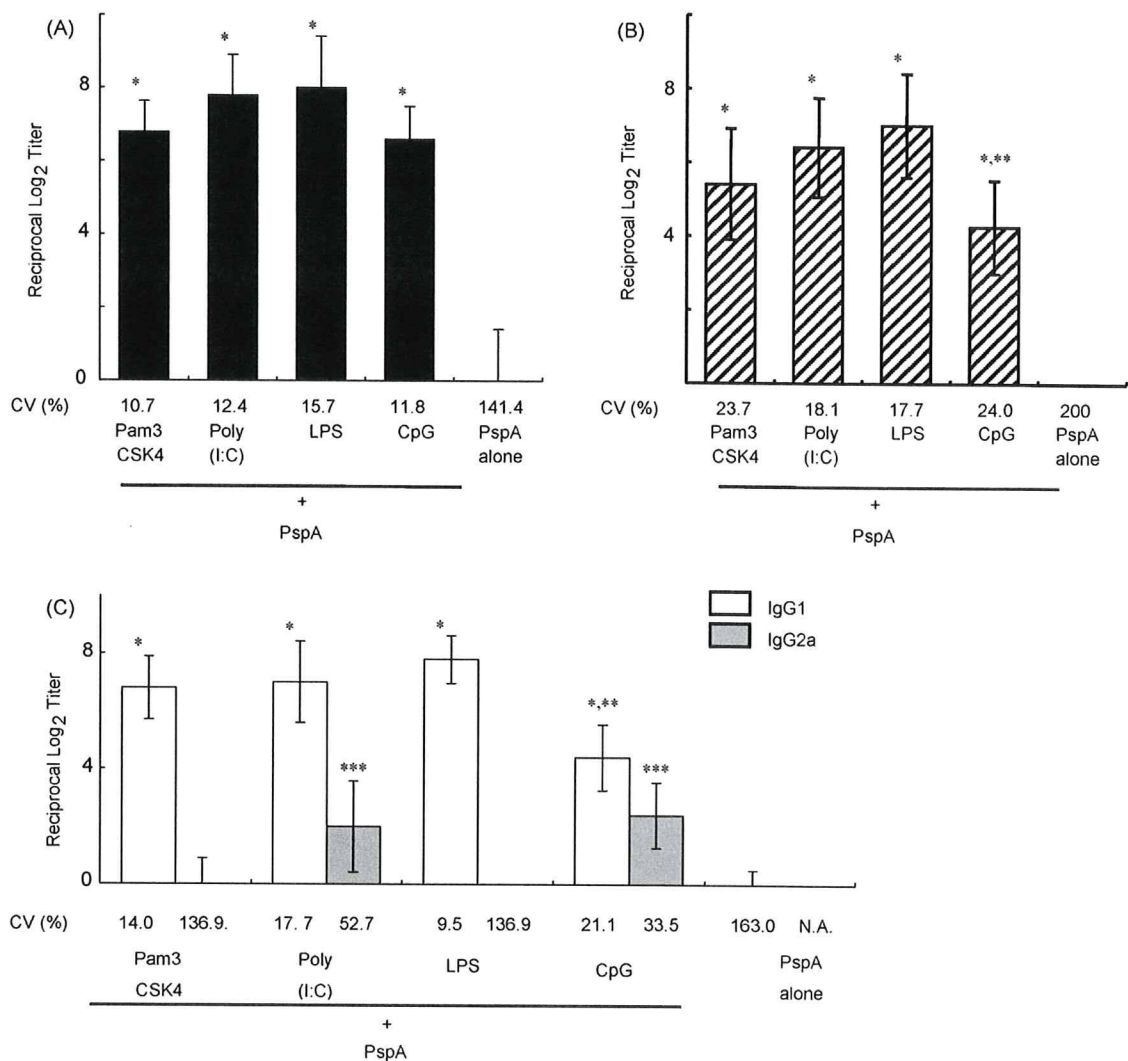 (A)
*
*
*
*
8
4
0
Reciprocal Log2 Titer
CV (%) 10.7 12.4 15.7 11.8 141.4
Pam3 Poly LPS CpG PspA
CSK4 (I:C) alone
+
PspA
(B)
*
*
*
*,**
8
4
Reciprocal Log2 Titer
CV (%) 23.7 18.1 17.7 24.0 200
Pam3 Poly LPS CpG PspA
CSK4 (I:C) alone
+
PspA
(C)
IgG1
IgG2a
*
*
*
*,**
***
***
8
4
0
Reciprocal Log2 Titer
CV (%) 14.0 136.9. 17. 7 52.7 9.5 136.9 21.1 33.5 163.0 N.A.
Pam3 Poly LPS CpG PspA
CSK4 (I:C) alone
+
PspA